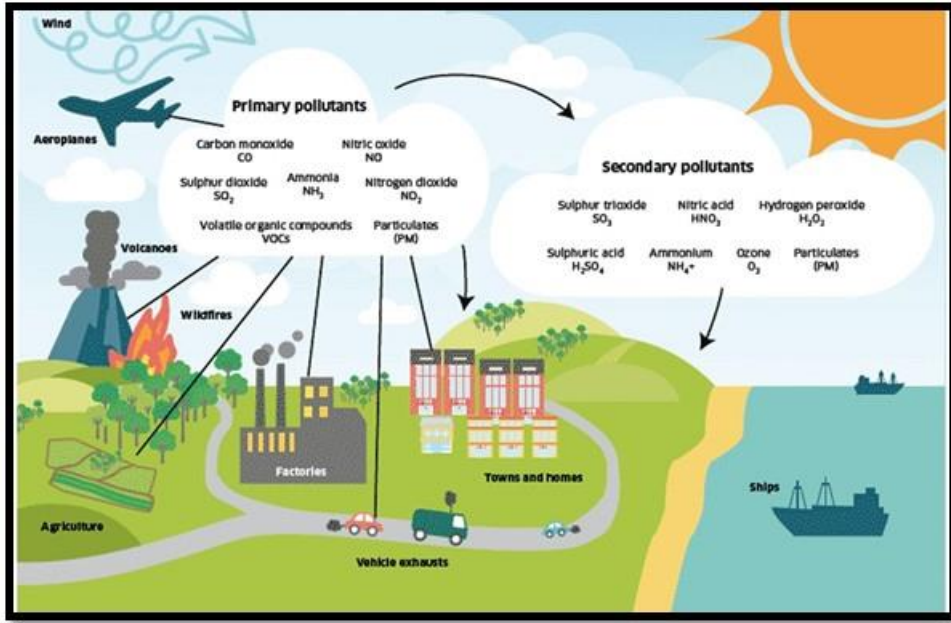 Wind
Aeroplanes
Primary pollutants
Carbon monoxide
CO
Nitric oxide
NO
Sulphur dioxide
SO₂
Ammonia
NH₃
Nitrogen dioxide
NO₂
Volatile organic compounds
VOCs
Particulates
(PM)
Secondary pollutants
Sulphur trioxide
SO₃
Nitric acid
HNO₃
Hydrogen peroxide
H₂O₂
Sulphuric acid
H₂SO₄
Ammonium
NH₄+
Ozone
O₃
Particulates
(PM)
Volcanoes
Wildfires
Factories
Towns and homes
Agriculture
Vehicle exhausts
Ships